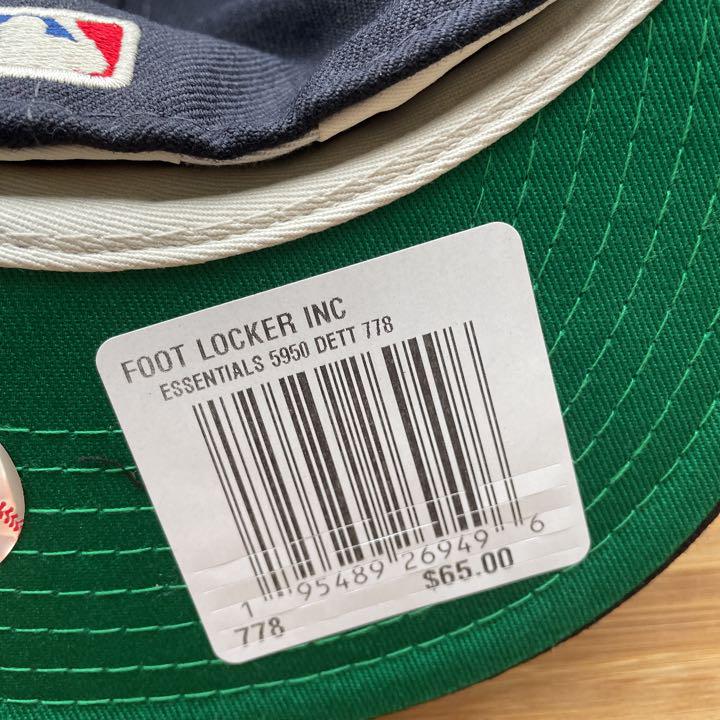 FOOT LOCKER INC
ESSENTIALS 5950 DETT 778
1 95489 26949 6
$65.00
778